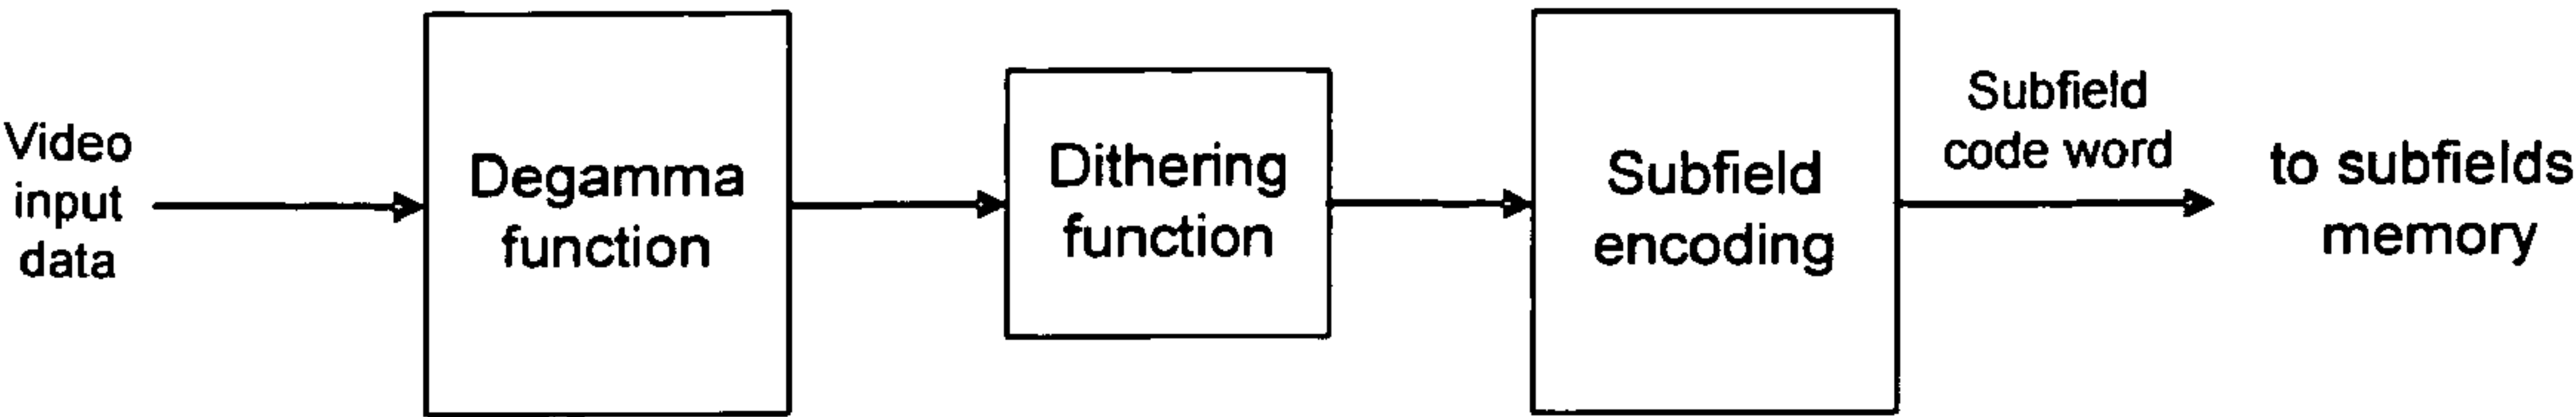 Video
input
data
Degamma
function
Dithering
function
Subfield
encoding
Subfield
code word
to subfields
memory